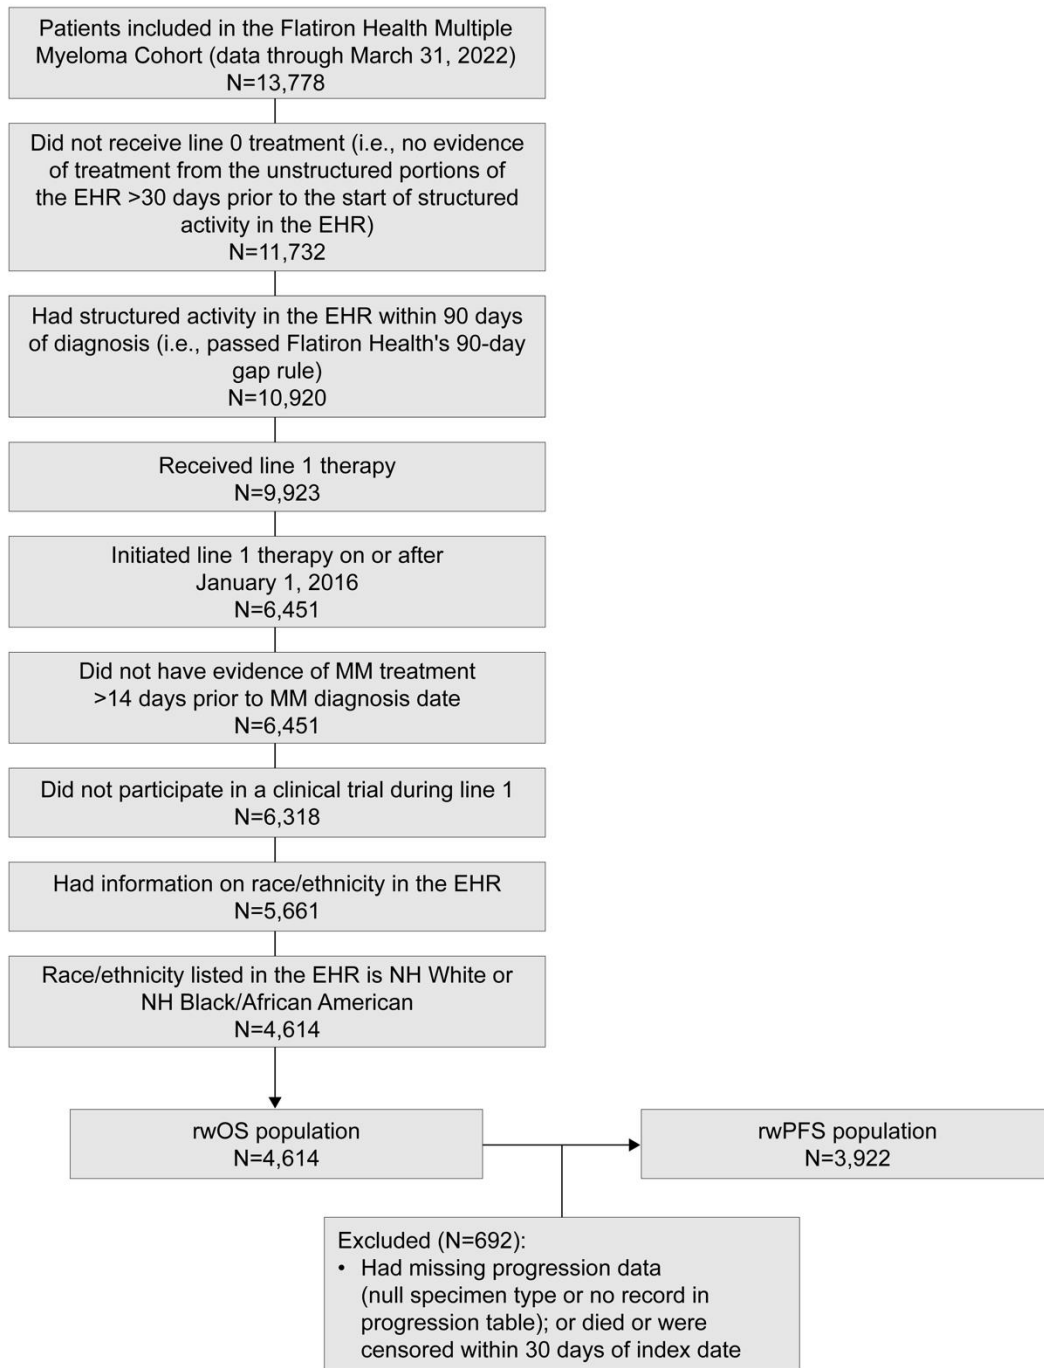 Patients included in the Flatiron Health Multiple
Myeloma Cohort (data through March 31, 2022)
N=13,778
Did not receive line 0 treatment (i.e., no evidence
of treatment from the unstructured portions of
the EHR >30 days prior to the start of structured
activity in the EHR)
N=11,732
Had structured activity in the EHR within 90 days
of diagnosis (i.e., passed Flatiron Health's 90-day
gap rule)
N=10,920
Received line 1 therapy
N=9,923
Initiated line 1 therapy on or after
January 1, 2016
N=6,451
Did not have evidence of MM treatment
>14 days prior to MM diagnosis date
N=6,451
Did not participate in a clinical trial during line 1
N=6,318
Had information on race/ethnicity in the EHR
N=5,661
Race/ethnicity listed in the EHR is NH White or
NH Black/African American
N=4,614
rwOS population
N=4,614
rwPFS population
N=3,922
Excluded (N=692):
• Had missing progression data
(null specimen type or no record in
progression table); or died or were
censored within 30 days of index date